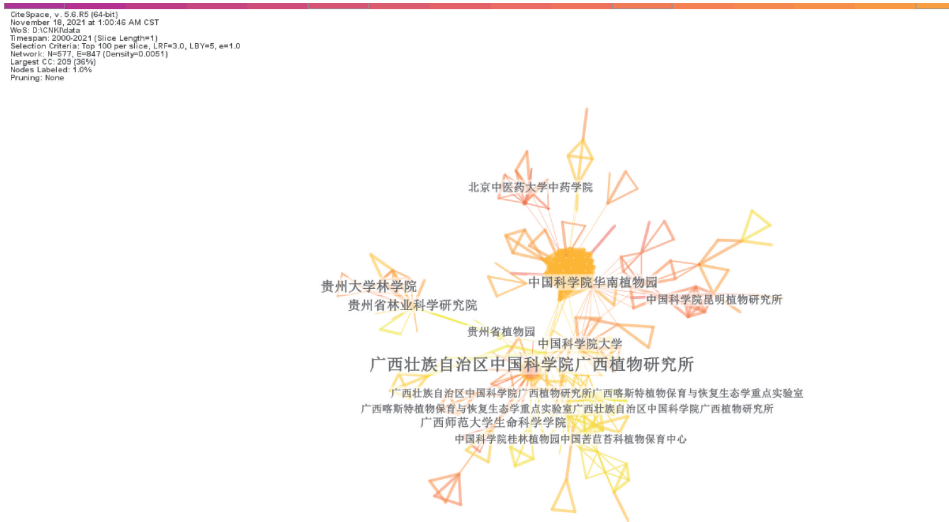 CiteSpace, v. 5.6.R5 (64-bit)
November 18, 2021 at 1:00:46 AM CST
WoS: D:\CNKI\data
Timespan: 2000-2021 (Slice Length=1)
Selection Criteria: Top 100 per slice, LRF=3.0, LBY=5, e=1.0
Network: N=577, E=847 (Density=0.0051)
Largest CC: 209 (36%)
Nodes Labeled: 1.0%
Pruning: None
北京中医药大学中药学院
中国科学院华南植物园
贵州大学林学院
中国科学院昆明植物研究所
贵州省林业科学研究院
贵州省植物园
中国科学院大学
广西壮族自治区中国科学院广西植物研究所
广西壮族自治区中国科学院广西植物研究所广西喀斯特植物保育与恢复生态学重点实验室
广西喀斯特植物保育与恢复生态学重点实验室广西壮族自治区中国科学院广西植物研究所
广西师范大学生命科学学院
中国科学院桂林植物园中国苦苣苔科植物保育中心